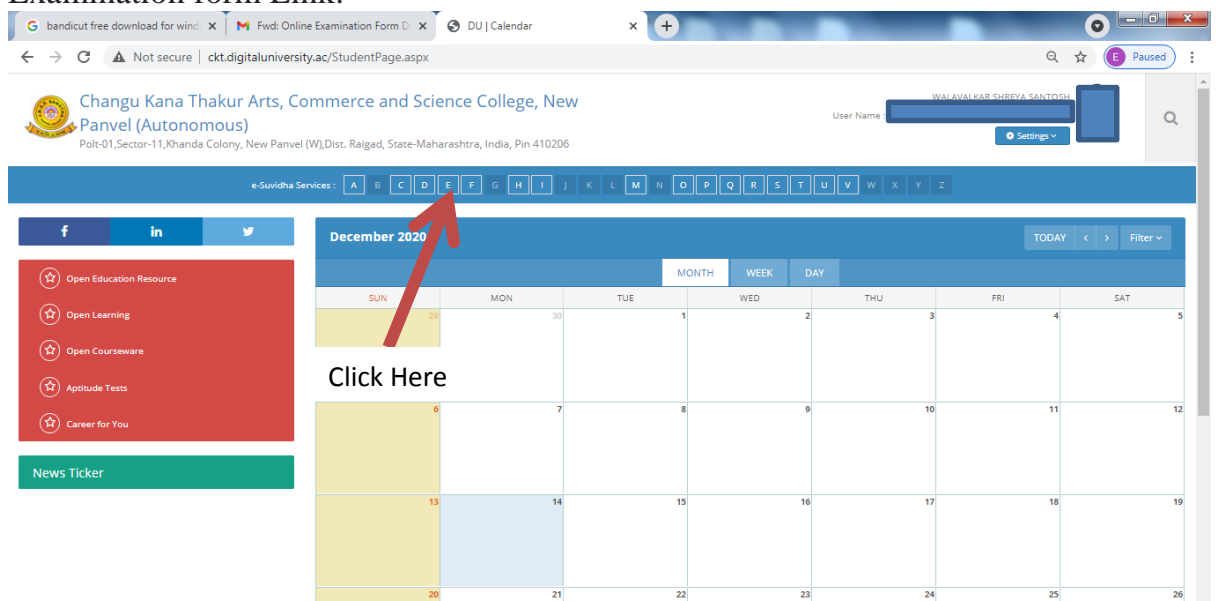 Examination form Link:
bandicut free download for wind
Fwd: Online Examination Form D
DU | Calendar
Not secure | ckt.digitaluniversity.ac/StudentPage.aspx
E Paused
Changu Kana Thakur Arts, Commerce and Science College, New
Panvel (Autonomous)
Polt-01,Sector-11,Khanda Colony, New Panvel (W),Dist. Raigad, State-Maharashtra, India, Pin 410206
WALAVALKAR SHREYA SANTOSH
User Name :
Settings
e-Suvidha Services : A B C D E F G H I J K L M N O P Q R S T U V W X Y Z
f in
December 2020
TODAY < > Filter
Open Education Resource
Open Learning
Open Courseware
Aptitude Tests
Career for You
News Ticker
MONTH WEEK DAY
SUN MON TUE WED THU FRI SAT
29 30 1 2 3 4 5
Click Here
6 7 8 9 10 11 12
13 14 15 16 17 18 19
20 21 22 23 24 25 26